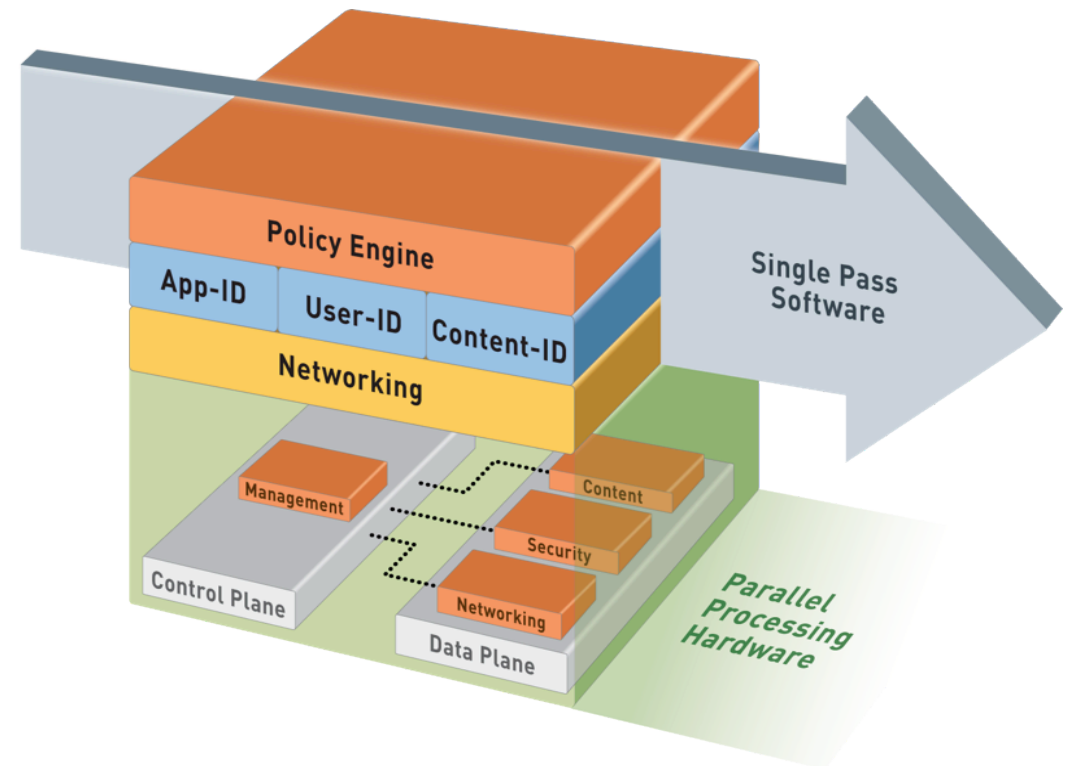 Policy Engine
App-ID
User-ID
Content-ID
Networking
Single Pass
Software
Management
Control Plane
Content
Security
Networking
Data Plane
Parallel
Processing
Hardware